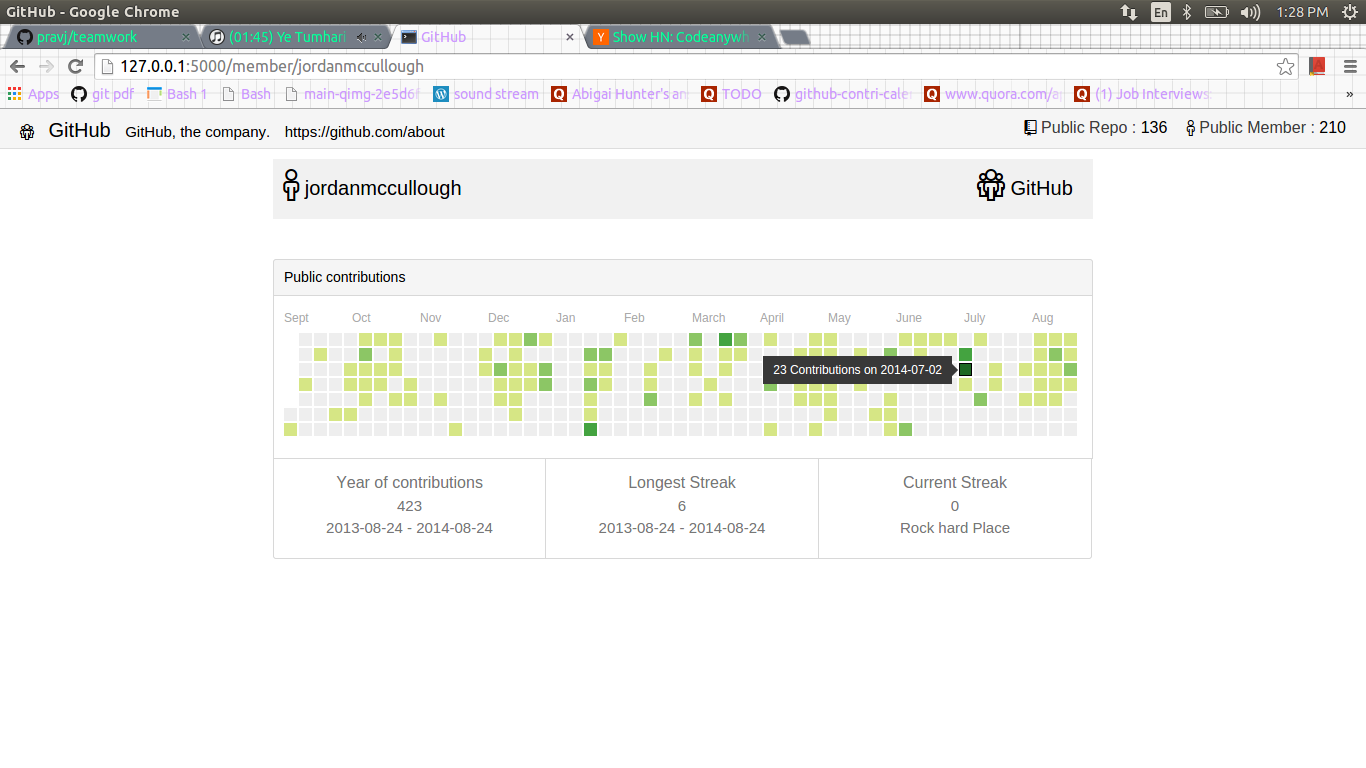 GitHub - Google Chrome En 1:28 PM
pravj/teamwork (01:45) Ye Tumhari GitHub Show HN: Codeanywh
127.0.0.1:5000/member/jordanmccullough
Apps git pdf Bash 1 Bash main-qimg-2e5d6f sound stream Abigai Hunter's an TODO github-contri-cale www.quora.com/a (1) Job Interviews: »
GitHub GitHub, the company. https://github.com/about Public Repo : 136 Public Member : 210
jordanmccullough GitHub
Public contributions
Sept Oct Nov Dec Jan Feb March April May June July Aug
23 Contributions on 2014-07-02
Year of contributions Longest Streak Current Streak
423 6 0
2013-08-24 - 2014-08-24 2013-08-24 - 2014-08-24 Rock hard Place